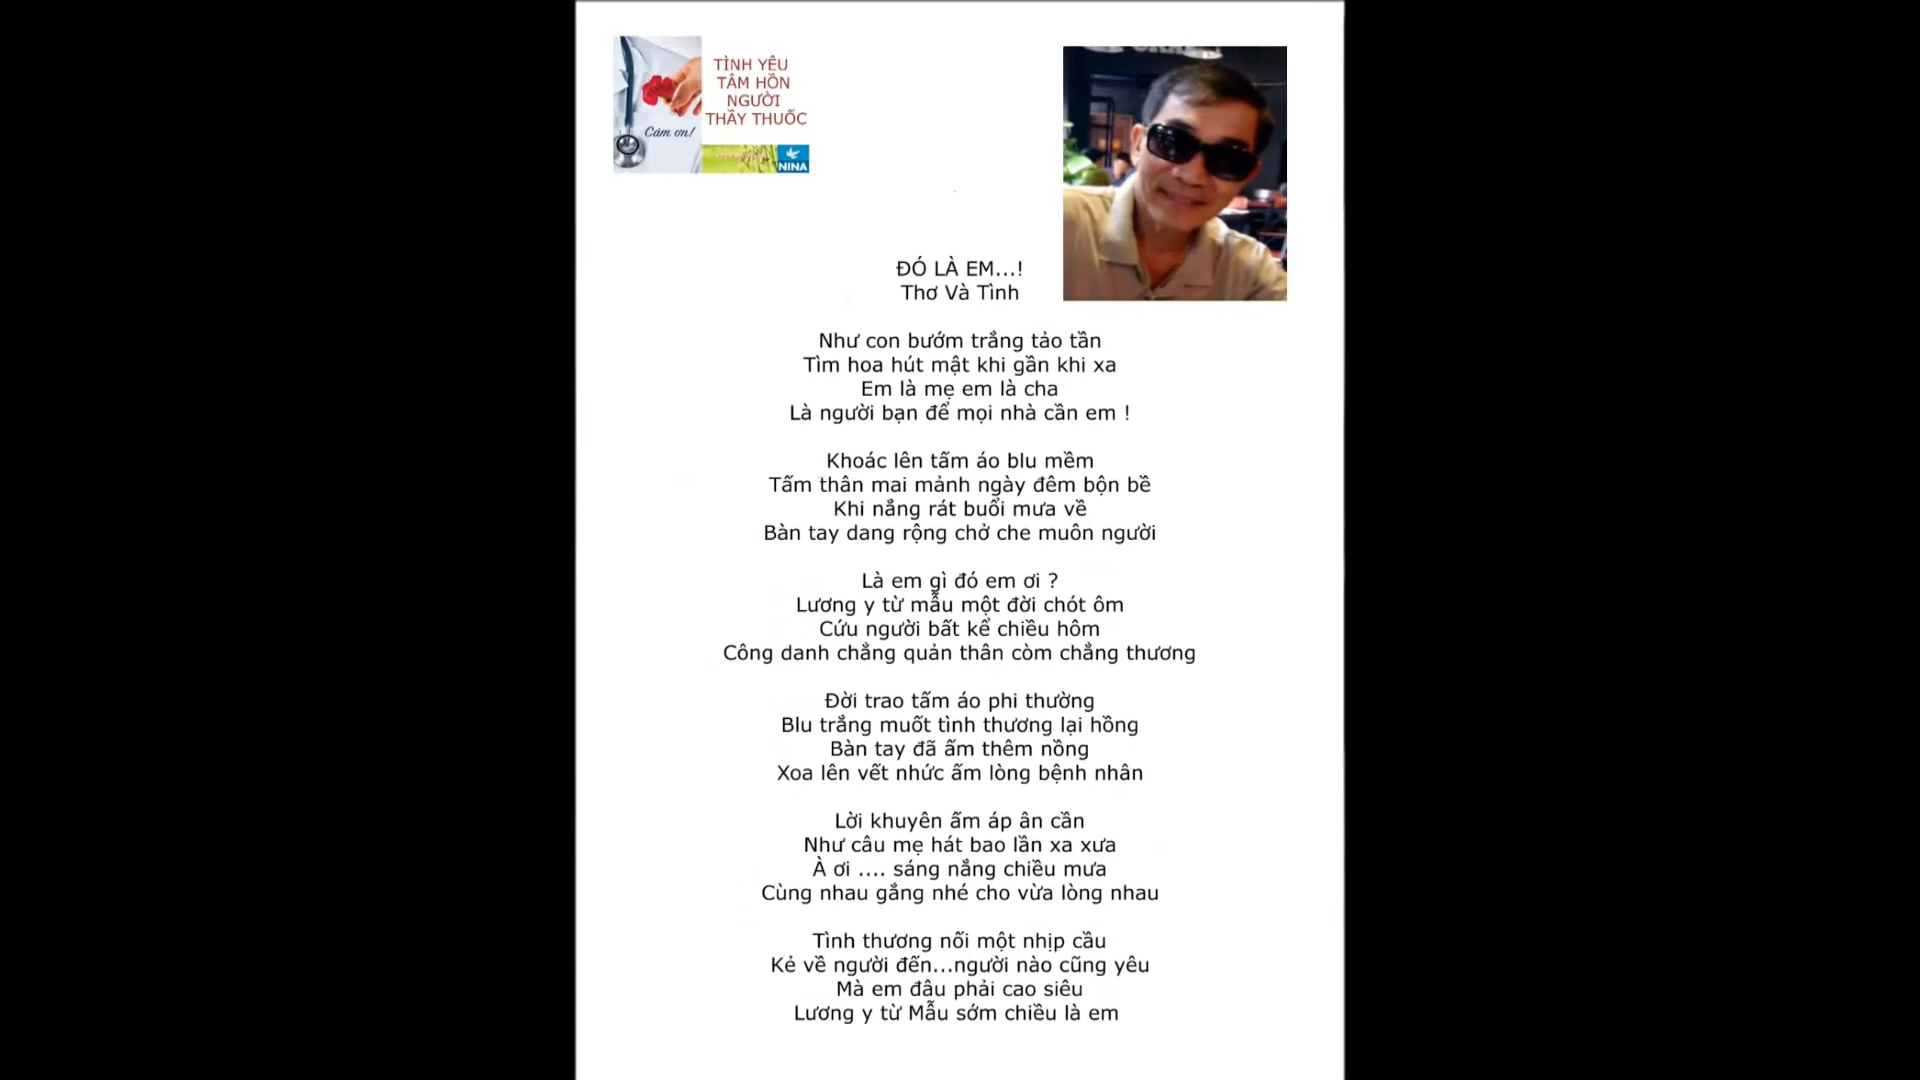 TÌNH YÊU
TÂM HỒN
NGƯỜI
THẦY THUỐC
Cám ơn!
NINA
ĐÓ LÀ EM...!
Thơ Và Tình
Như con bướm trắng tảo tần
Tìm hoa hút mật khi gần khi xa
Em là mẹ em là cha
Là người bạn để mọi nhà cần em !
Khoác lên tấm áo blu mềm
Tấm thân mai mảnh ngày đêm bộn bề
Khi nắng rát buổi mưa về
Bàn tay dang rộng chở che muôn người
Là em gì đó em ơi ?
Lương y từ mẫu một đời chót ôm
Cứu người bất kể chiều hôm
Công danh chẳng quản thân còm chẳng thương
Đời trao tấm áo phi thường
Blu trắng muốt tình thương lại hồng
Bàn tay đã ấm thêm nồng
Xoa lên vết nhức ấm lòng bệnh nhân
Lời khuyên ấm áp ân cần
Như câu mẹ hát bao lần xa xưa
À ơi .... sáng nắng chiều mưa
Cùng nhau gắng nhé cho vừa lòng nhau
Tình thương nối một nhịp cầu
Kẻ về người đến...người nào cũng yêu
Mà em đâu phải cao siêu
Lương y từ Mẫu sớm chiều là em